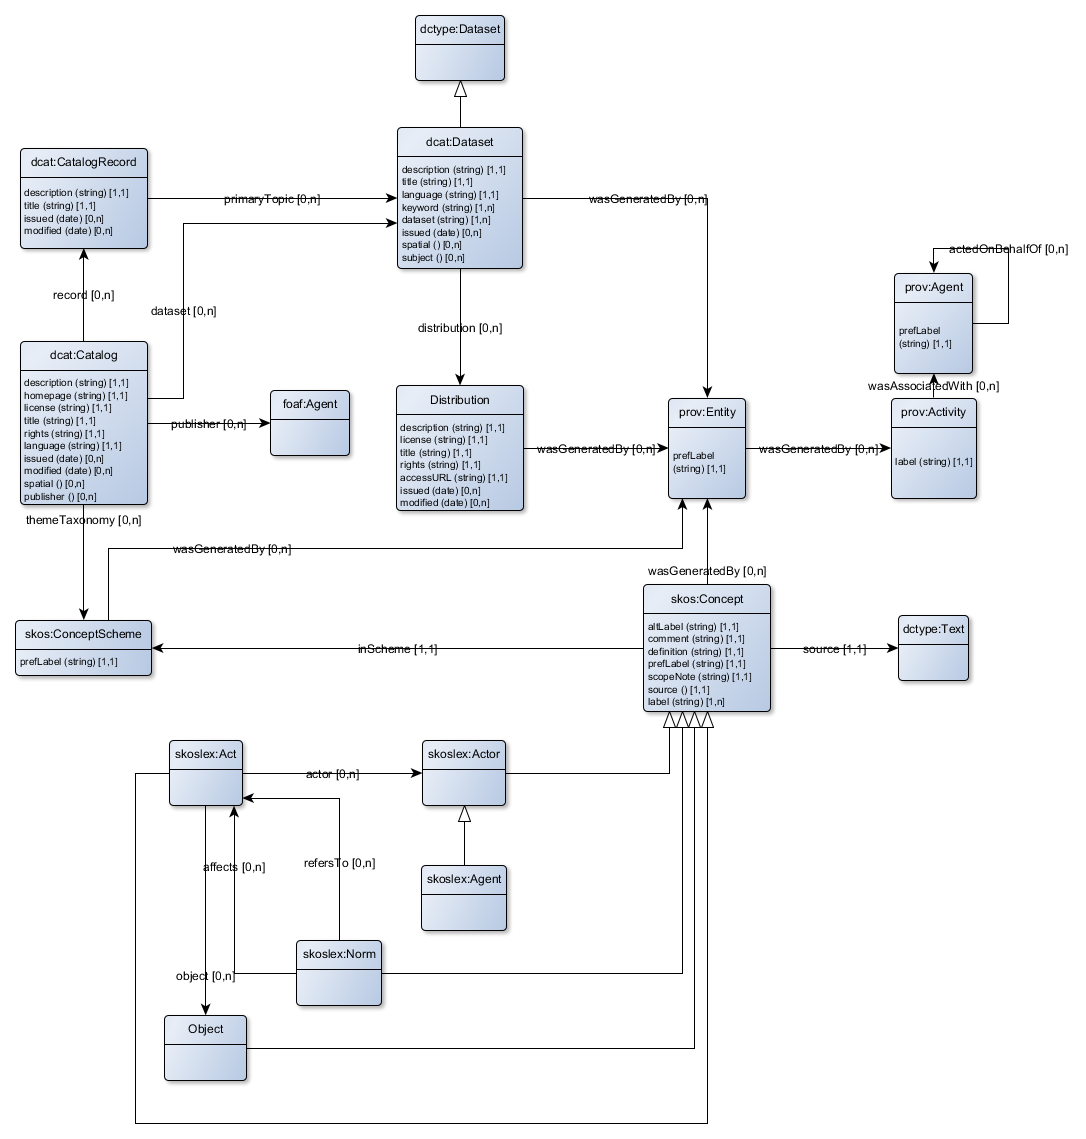 dctype:Dataset
dcat:Dataset
description (string) [1,1]
title (string) [1,1]
language (string) [1,1]
keyword (string) [1,n]
dataset (string) [1,n]
issued (date) [0,n]
spatial () [0,n]
subject () [0,n]
dcat:CatalogRecord
description (string) [1,1]
title (string) [1,1]
issued (date) [0,n]
modified (date) [0,n]
primaryTopic [0,n]
wasGeneratedBy [0,n]
actedOnBehalfOf [0,n]
prov:Agent
prefLabel
(string) [1,1]
record [0,n]
dataset [0,n]
distribution [0,n]
dcat:Catalog
description (string) [1,1]
homepage (string) [1,1]
license (string) [1,1]
title (string) [1,1]
rights (string) [1,1]
language (string) [1,1]
issued (date) [0,n]
modified (date) [0,n]
spatial () [0,n]
publisher () [0,n]
publisher [0,n]
foaf:Agent
Distribution
description (string) [1,1]
license (string) [1,1]
title (string) [1,1]
rights (string) [1,1]
accessURL (string) [1,1]
issued (date) [0,n]
modified (date) [0,n]
wasGeneratedBy [0,n]
prov:Entity
prefLabel
(string) [1,1]
wasGeneratedBy [0,n]
wasAssociatedWith [0,n]
prov:Activity
label (string) [1,1]
themeTaxonomy [0,n]
wasGeneratedBy [0,n]
wasGeneratedBy [0,n]
skos:ConceptScheme
prefLabel (string) [1,1]
inScheme [1,1]
skos:Concept
altLabel (string) [1,1]
comment (string) [1,1]
definition (string) [1,1]
prefLabel (string) [1,1]
scopeNote (string) [1,1]
source () [1,1]
label (string) [1,n]
source [1,1]
dctype:Text
skoslex:Act
actor [0,n]
skoslex:Actor
affects [0,n]
refersTo [0,n]
skoslex:Agent
skoslex:Norm
object [0,n]
Object